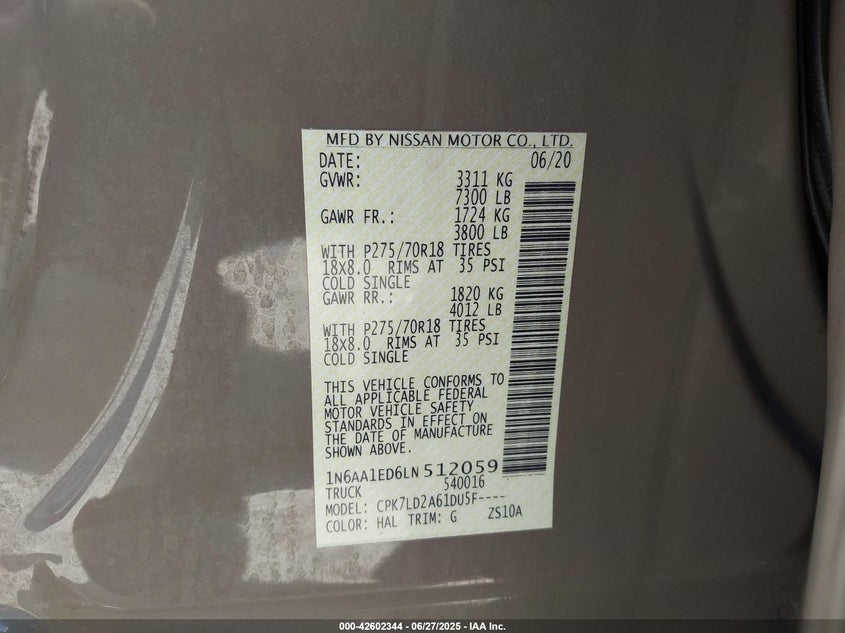 MFD BY NISSAN MOTOR CO., LTD.
DATE: 06/20
GVWR: 3311 KG
7300 LB
GAWR FR.: 1724 KG
3800 LB
WITH P275/70R18 TIRES
18X8.0 RIMS AT 35 PSI
COLD SINGLE
GAWR RR.: 1820 KG
4012 LB
WITH P275/70R18 TIRES
18X8.0 RIMS AT 35 PSI
COLD SINGLE
THIS VEHICLE CONFORMS TO
ALL APPLICABLE FEDERAL
MOTOR VEHICLE SAFETY
STANDARDS IN EFFECT ON
THE DATE OF MANUFACTURE
SHOWN ABOVE.
1N6AA1ED6LN512059
TRUCK 540016
MODEL: CPK7LD2A61DU5F----
COLOR: HAL TRIM: G ZS10A
000-42602344 - 06/27/2025 - IAA Inc.